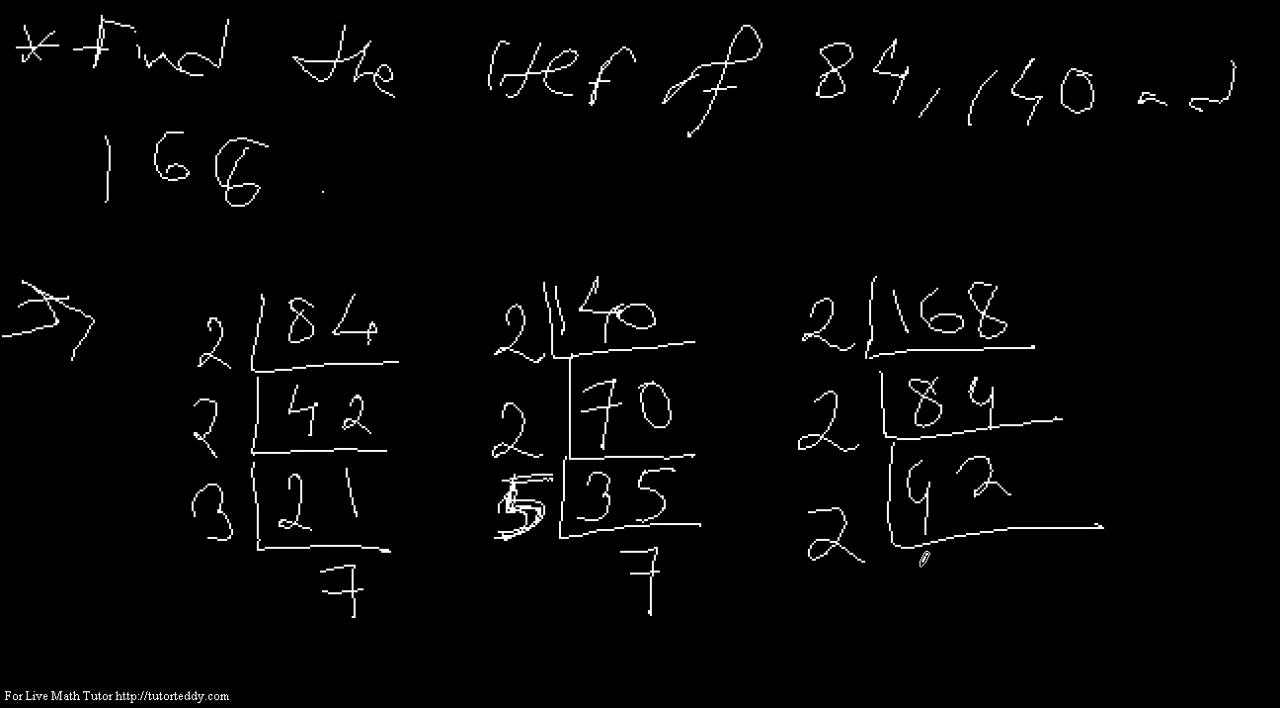 * Find the HCF of 84, 140 and
168.
2 | 84 2 | 140 2 | 168
2 | 42 2 | 70 2 | 84
3 | 21 5 | 35 2 | 42
7 7
For Live Math Tutor http://tutorteddy.com